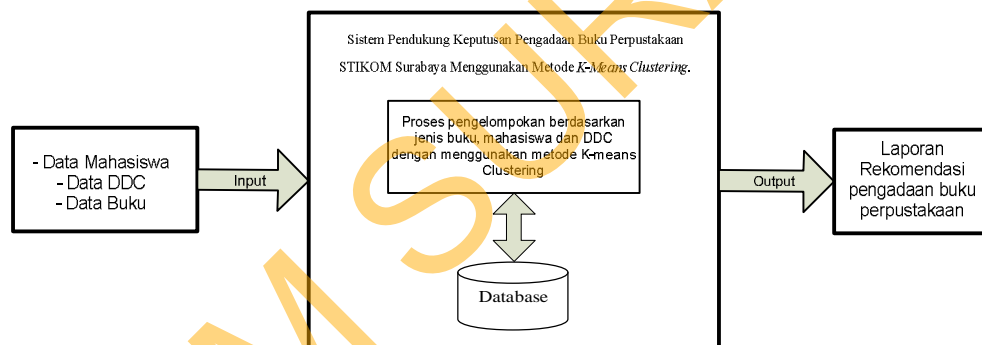 Sistem Pendukung Keputusan Pengadaan Buku Perpustakaan
STIKOM Surabaya Menggunakan Metode K-Means Clustering.
- Data Mahasiswa
- Data DDC
- Data Buku
Input
Proses pengelompokan berdasarkan
jenis buku, mahasiswa dan DDC
dengan menggunakan metode K-means
Clustering
Database
Output
Laporan
Rekomendasi
pengadaan buku
perpustakaan
M SUR